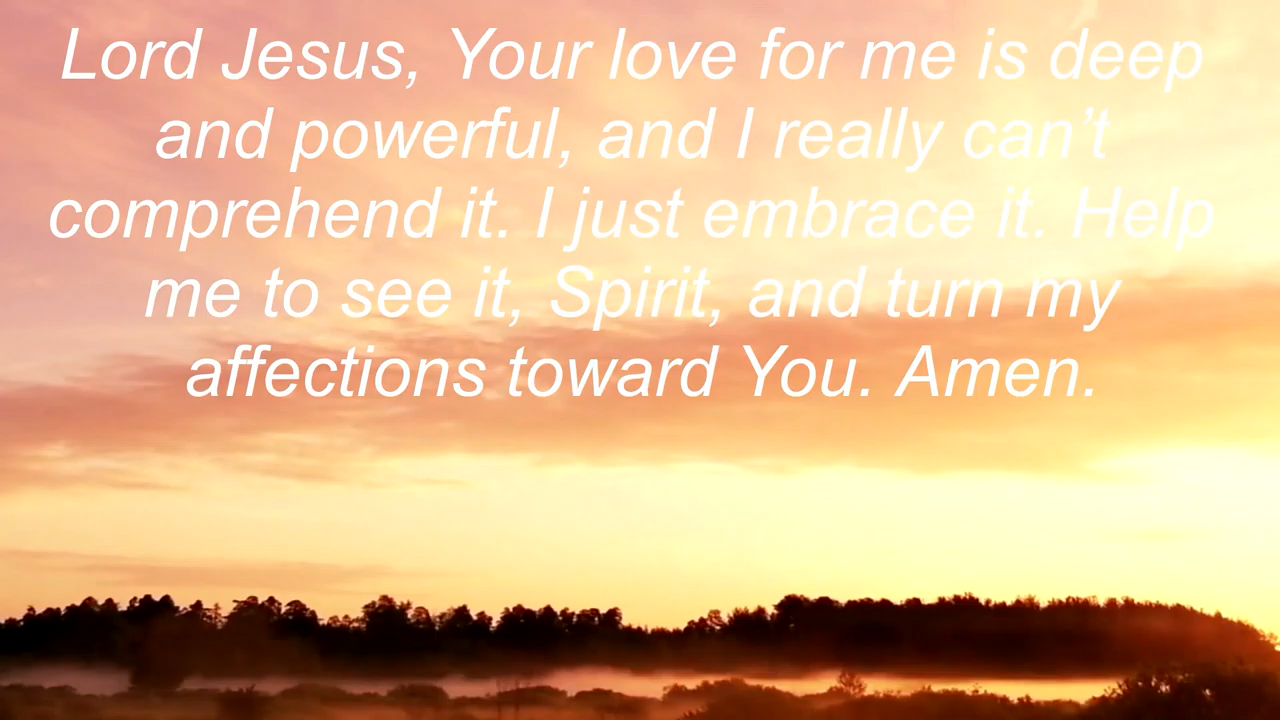 Lord Jesus, Your love for me is deep
and powerful, and I really can’t
comprehend it. I just embrace it. Help
me to see it, Spirit, and turn my
affections toward You. Amen.